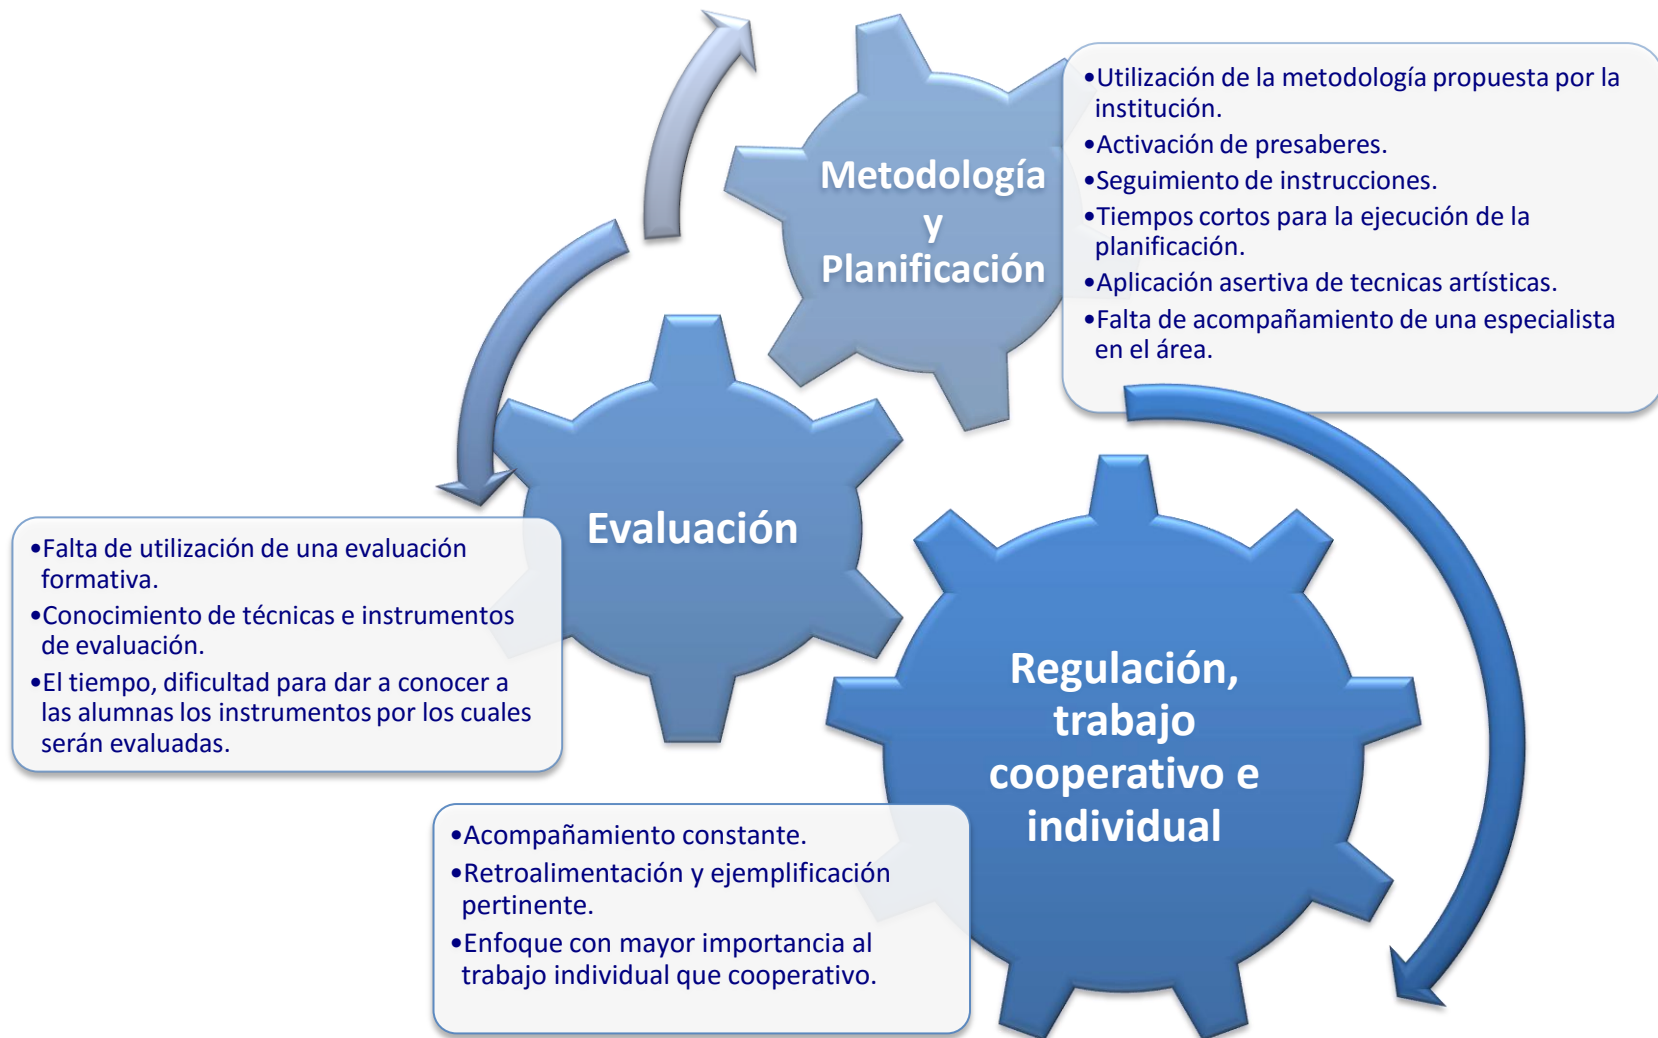 Metodología
y
Planificación
•Utilización de la metodología propuesta por la
institución.
•Activación de presaberes.
•Seguimiento de instrucciones.
•Tiempos cortos para la ejecución de la
planificación.
•Aplicación asertiva de tecnicas artísticas.
•Falta de acompañamiento de una especialista
en el área.
Evaluación
•Falta de utilización de una evaluación
formativa.
•Conocimiento de técnicas e instrumentos
de evaluación.
•El tiempo, dificultad para dar a conocer a
las alumnas los instrumentos por los cuales
serán evaluadas.
Regulación,
trabajo
cooperativo e
individual
•Acompañamiento constante.
•Retroalimentación y ejemplificación
pertinente.
•Enfoque con mayor importancia al
trabajo individual que cooperativo.